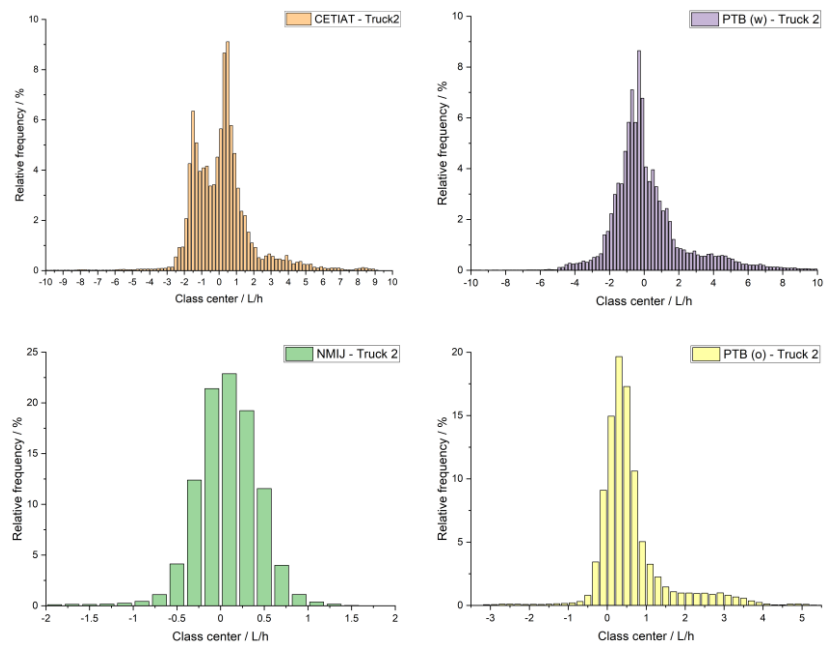 CETIAT - Truck2
Relative frequency / %
10
8
6
4
2
0
-10 -9 -8 -7 -6 -5 -4 -3 -2 -1 0 1 2 3 4 5 6 7 8 9 10
Class center / L/h
PTB (w) - Truck 2
Relative frequency / %
10
8
6
4
2
0
-10 -8 -6 -4 -2 0 2 4 6 8 10
Class center / L/h
NMIJ - Truck 2
Relative frequency / %
25
20
15
10
5
0
-2 -1.5 -1 -0.5 0 0.5 1 1.5 2
Class center / L/h
PTB (o) - Truck 2
Relative frequency / %
20
15
10
5
0
-3 -2 -1 0 1 2 3 4 5
Class center / L/h